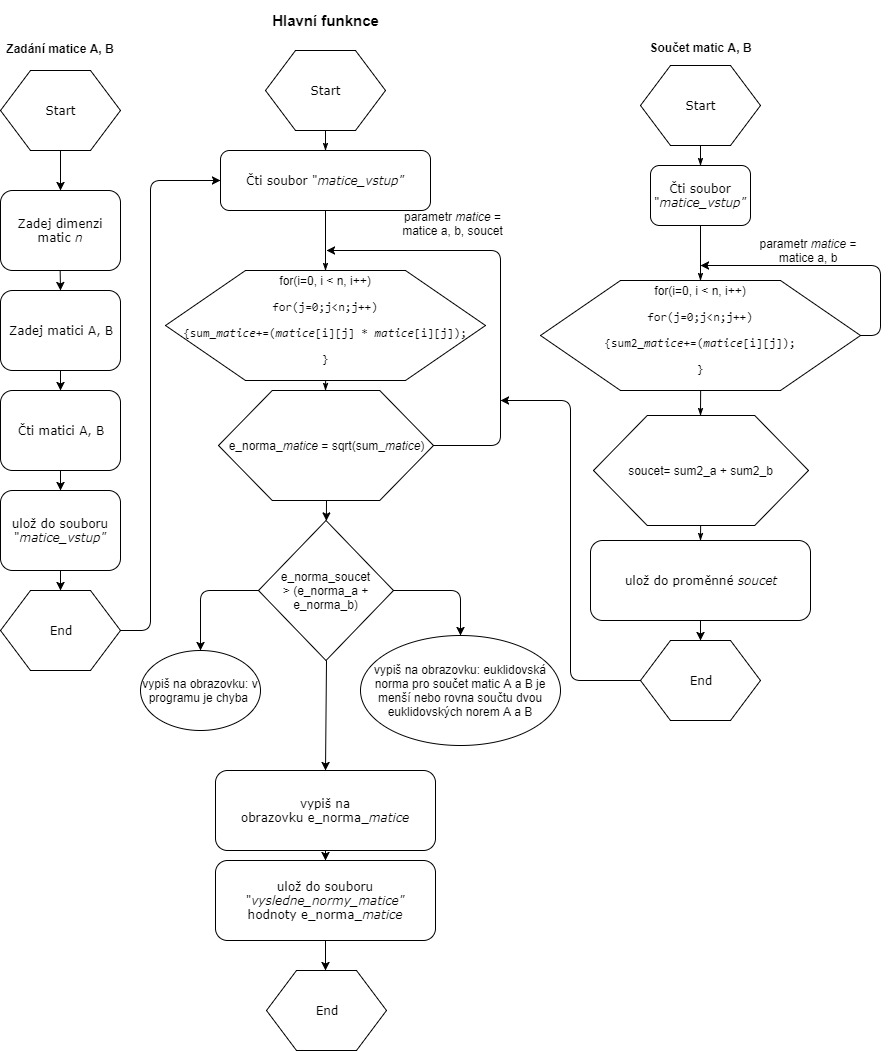 Zadání matice A, B
Start
Zadej dimenzi
matic n
Zadej matici A, B
Čti matici A, B
ulož do souboru
"matice_vstup"
End
Hlavní funknce
Start
Čti soubor "matice_vstup"
parametr matice =
matice a, b, soucet
for(i=0, i < n, i++)
for(j=0;j<n;j++)
{sum_matice+=(matice[i][j] * matice[i][j]);
}
e_norma_matice = sqrt(sum_matice)
e_norma_soucet
> (e_norma_a +
e_norma_b)
vypiš na obrazovku: v
programu je chyba
vypiš na obrazovku: euklidovská
norma pro součet matic A a B je
menší nebo rovna součtu dvou
euklidovských norem A a B
vypiš na
obrazovku e_norma_matice
ulož do souboru
"vysledne_normy_matice"
hodnoty e_norma_matice
End
Součet matic A, B
Start
Čti soubor
"matice_vstup"
parametr matice =
matice a, b
for(i=0, i < n, i++)
for(j=0;j<n;j++)
{sum2_matice+=(matice[i][j]);
}
soucet= sum2_a + sum2_b
ulož do proměnné soucet
End